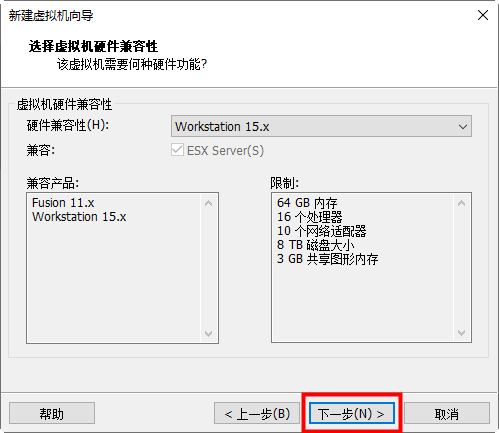 新建虚拟机向导
选择虚拟机硬件兼容性
该虚拟机需要何种硬件功能?
虚拟机硬件兼容性
硬件兼容性(H): Workstation 15.x
兼容: ESX Server(S)
兼容产品:
Fusion 11.x
Workstation 15.x
限制:
64 GB 内存
16 个处理器
10 个网络适配器
8 TB 磁盘大小
3 GB 共享图形内存
帮助 < 上一步(B) 下一步(N) > 取消